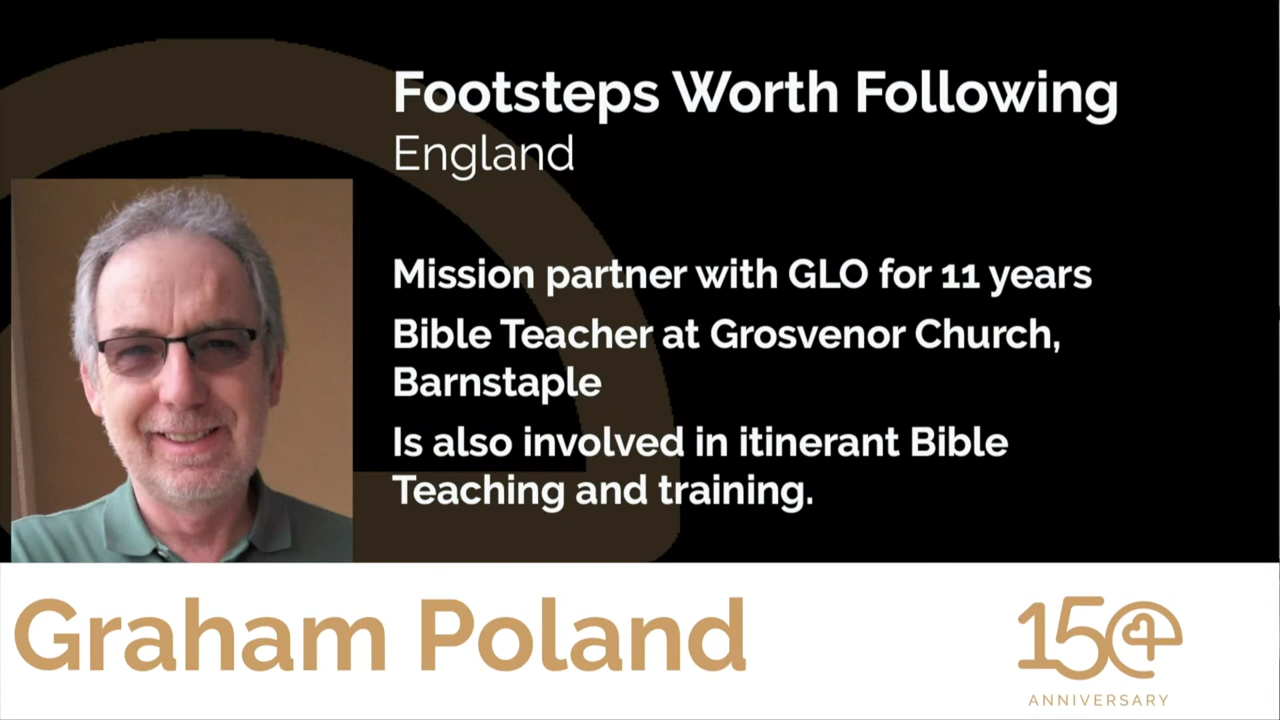 Footsteps Worth Following
England
Mission partner with GLO for 11 years
Bible Teacher at Grosvenor Church,
Barnstaple
Is also involved in itinerant Bible
Teaching and training.
Graham Poland
150
ANNIVERSARY